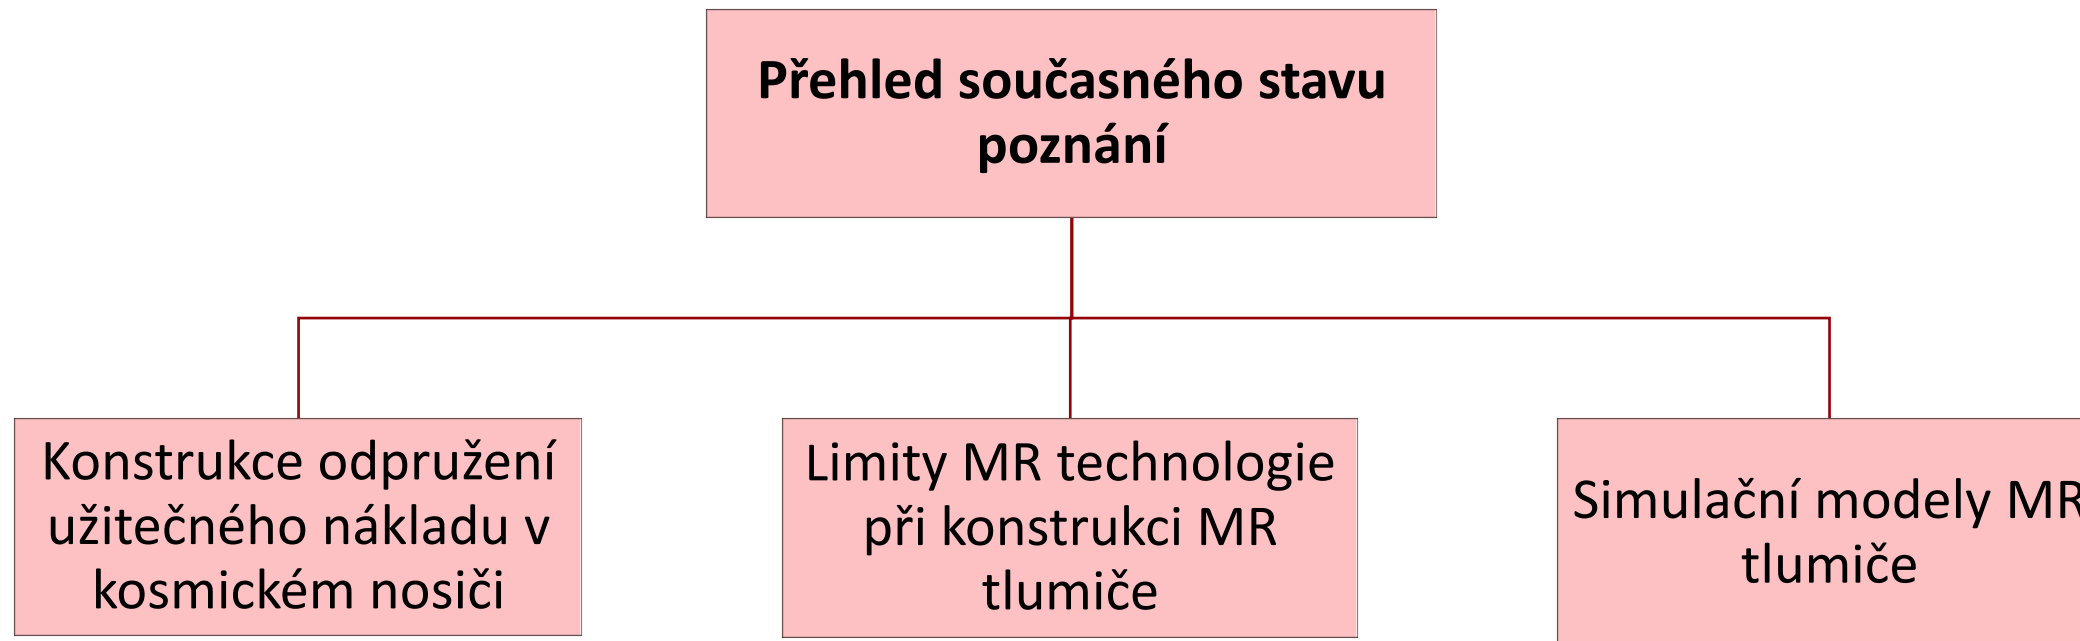 Přehled současného stavu
poznání
Konstrukce odpružení
užitečného nákladu v
kosmickém nosiči
Limity MR technologie
při konstrukci MR
tlumiče
Simulační modely MR
tlumiče